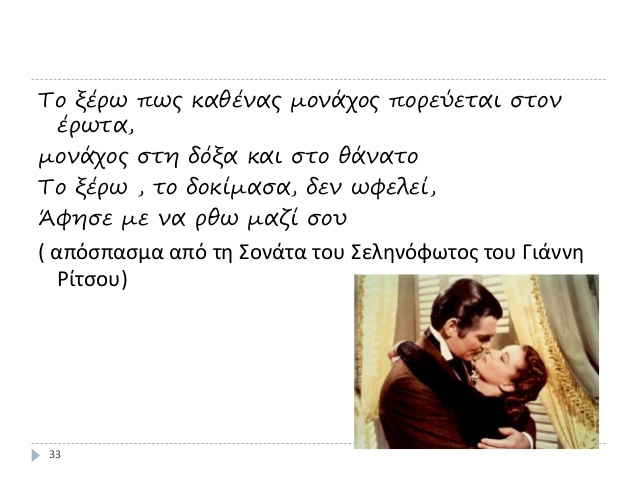 Το ξέρω πως καθένας μονάχος πορεύεται στον
έρωτα,
μονάχος στη δόξα και στο θάνατο
Το ξέρω , το δοκίμασα, δεν ωφελεί,
Άφησε με να ρθω μαζί σου
( απόσπασμα από τη Σονάτα του Σεληνόφωτος του Γιάννη
Ρίτσου)
33